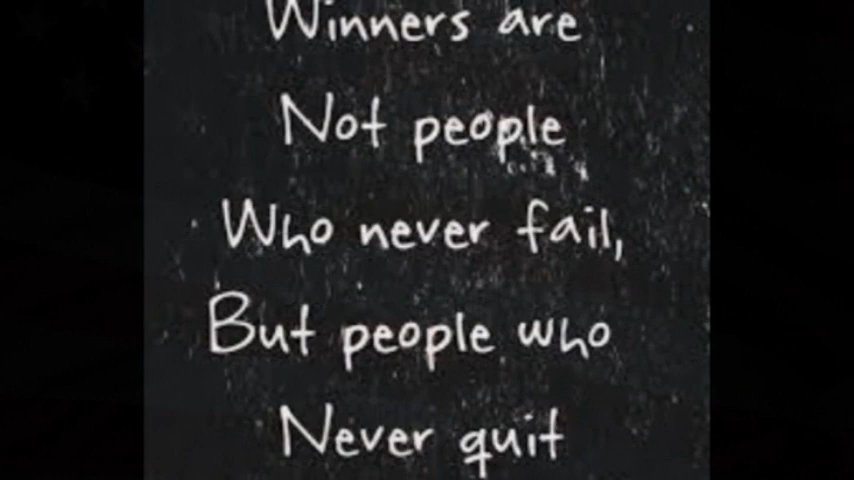 Winners are
Not people
Who never fail,
But people who
Never quit